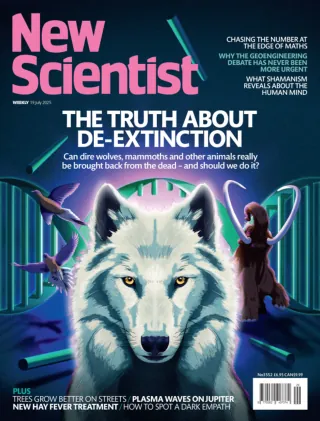 New
Scientist
WEEKLY 19 July 2025
CHASING THE NUMBER AT
THE EDGE OF MATHS
WHY THE GEOENGINEERING
DEBATE HAS NEVER BEEN
MORE URGENT
WHAT SHAMANISM
REVEALS ABOUT THE
HUMAN MIND
THE TRUTH ABOUT
DE-EXTINCTION
Can dire wolves, mammoths and other animals really
be brought back from the dead – and should we do it?
PLUS
TREES GROW BETTER ON STREETS / PLASMA WAVES ON JUPITER
NEW HAY FEVER TREATMENT / HOW TO SPOT A DARK EMPATH